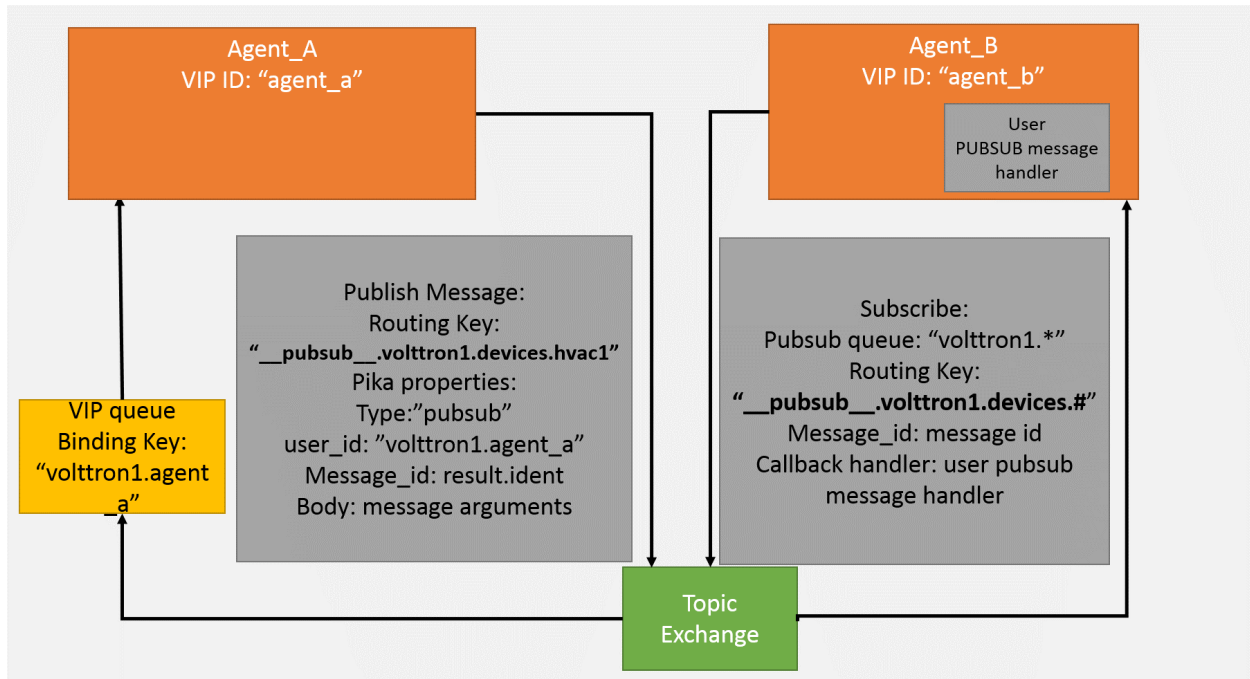 Agent_A
VIP ID: “agent_a”
Agent_B
VIP ID: “agent_b”
User
PUBSUB message
handler
Publish Message:
Routing Key:
“__pubsub__.volttron1.devices.hvac1”
Pika properties:
Type:”pubsub”
user_id: ”volttron1.agent_a”
Message_id: result.ident
Body: message arguments
Subscribe:
Pubsub queue: “volttron1.*”
Routing Key:
“__pubsub__.volttron1.devices.#”
Message_id: message id
Callback handler: user pubsub
message handler
VIP queue
Binding Key:
“volttron1.agent
_a”
Topic
Exchange